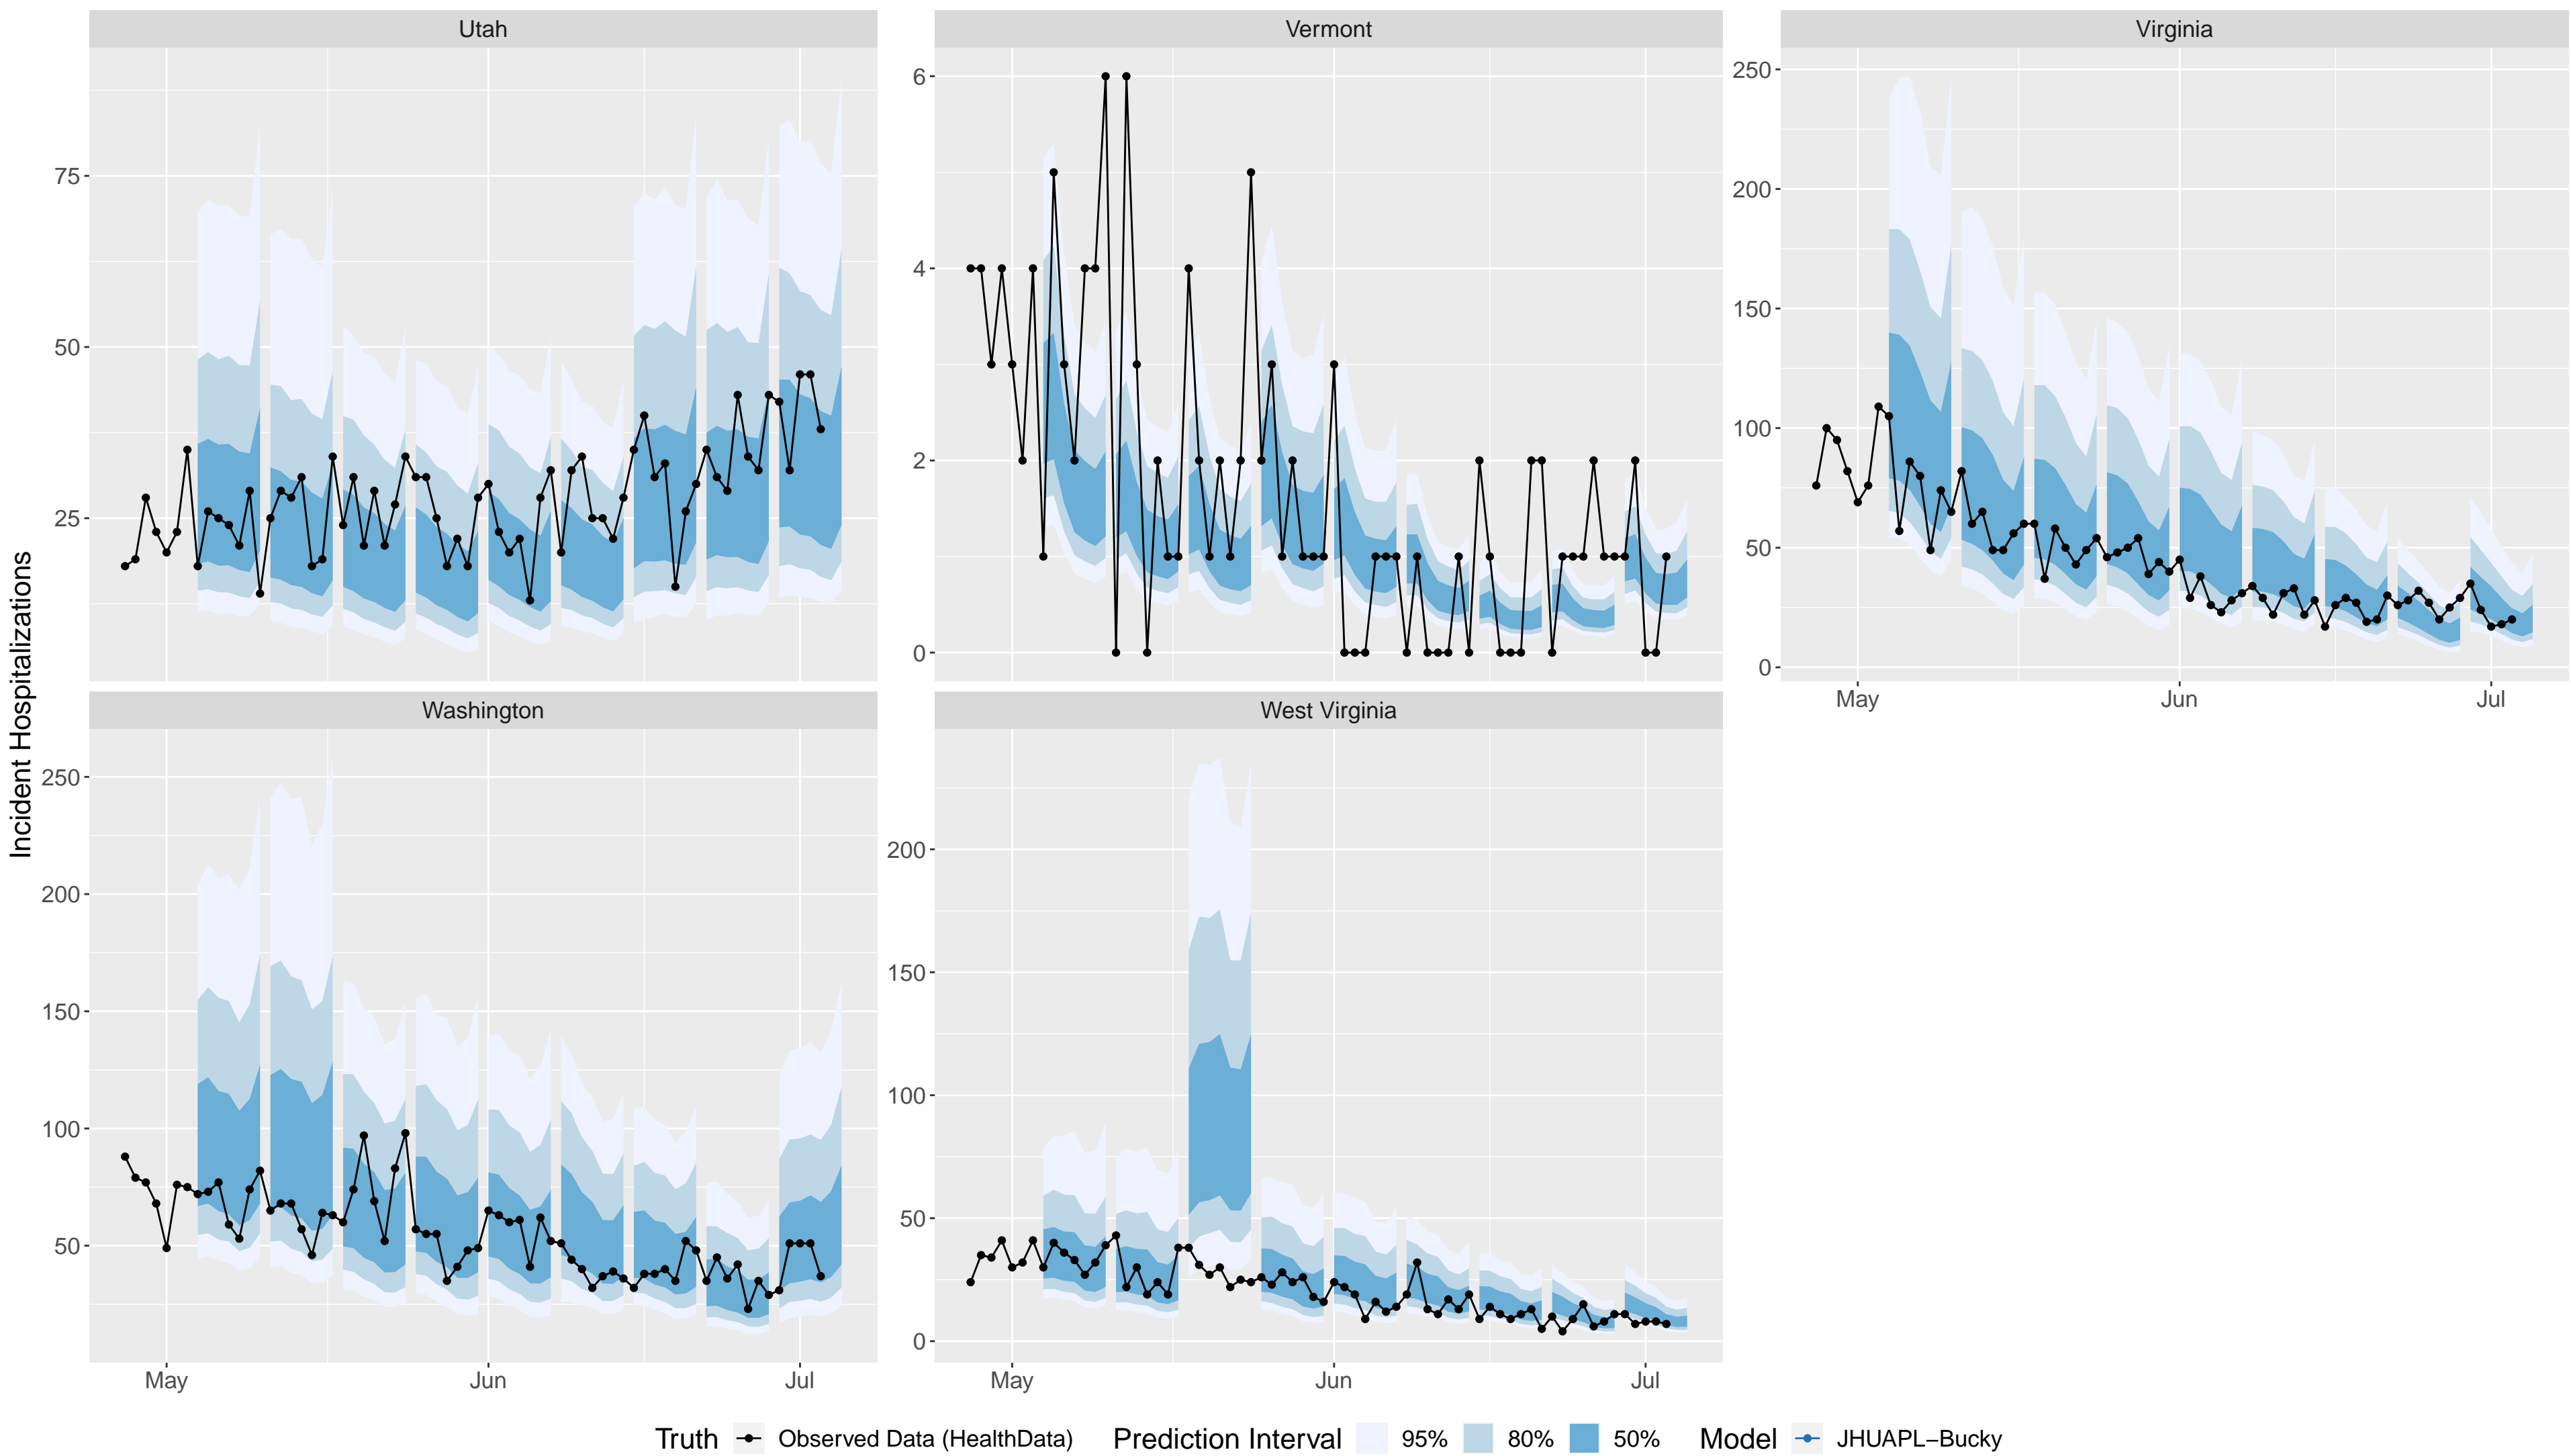 Utah
Vermont
Virginia
75
50
25
6
4
2
0
250
200
150
100
50
0
May
Jun
Jul
Incident Hospitalizations
Washington
West Virginia
250
200
150
100
50
200
150
100
50
0
May
Jun
Jul
May
Jun
Jul
Truth Observed Data (HealthData) Prediction Interval 95% 80% 50% Model JHUAPL−Bucky